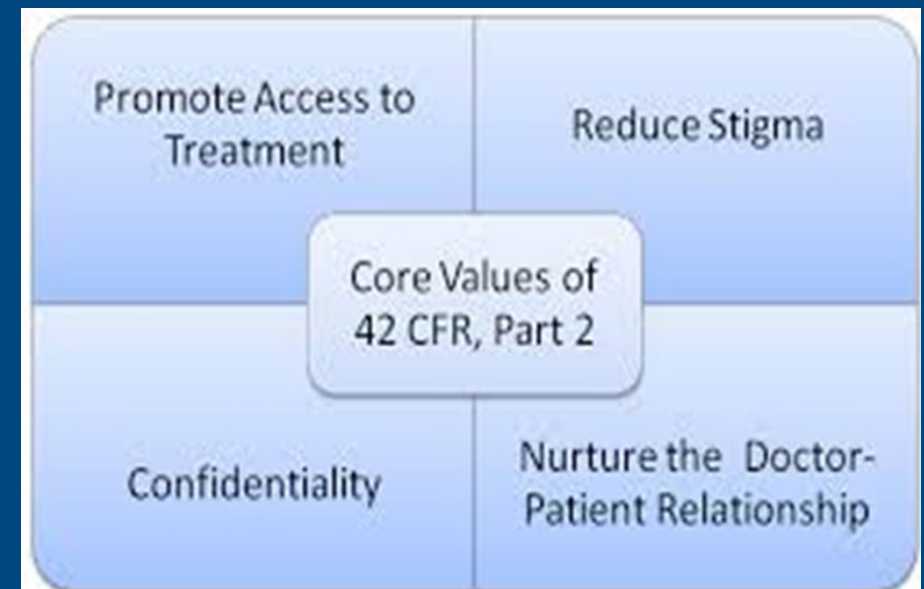 Promote Access to
Treatment
Reduce Stigma
Core Values of
42 CFR, Part 2
Confidentiality
Nurture the Doctor-
Patient Relationship